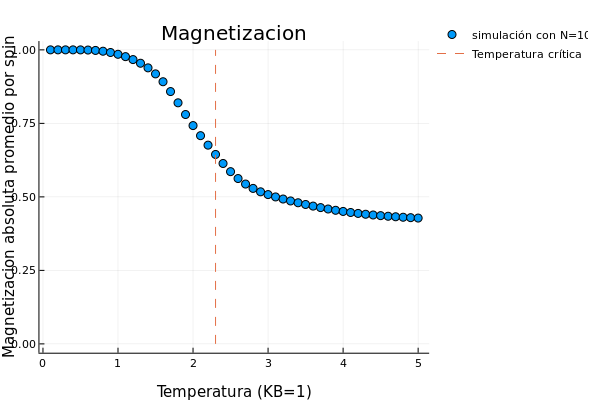 Magnetizacion
simulación con N=10
Temperatura crítica
Magnetizacion absoluta promedio por spin
1.00
0.75
0.50
0.25
0.00
0
1
2
3
4
5
Temperatura (KB=1)